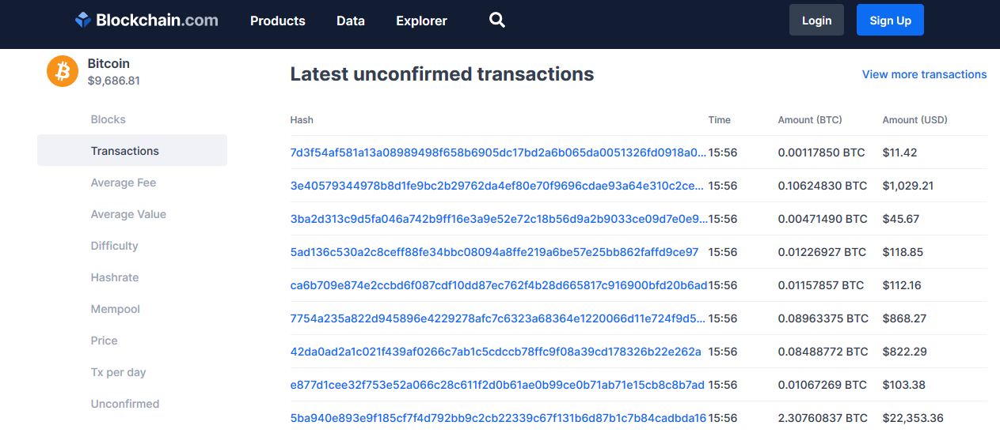 Blockchain.com Products Data Explorer Login Sign Up
Bitcoin
$9,686.81
Blocks
Transactions
Average Fee
Average Value
Difficulty
Hashrate
Mempool
Price
Tx per day
Unconfirmed
Latest unconfirmed transactions
View more transactions
Hash Time Amount (BTC) Amount (USD)
7d3f54af581a13a08989498f658b6905dc17bd2a6b065da0051326fd0918a0... 15:56 0.00117850 BTC $11.42
3e40579344978b8d1fe9bc2b29762da4ef80e70f9696cdae93a64e310c2ce... 15:56 0.10624830 BTC $1,029.21
3ba2d313c9d5fa046a742b9ff16e3a9e52e72c18b56d9a2b9033ce09d7e0e9... 15:56 0.00471490 BTC $45.67
5ad136c530a2c8ceff88fe34bbc08094a8ffe219a6be57e25bb862faffd9ce97 15:56 0.01226927 BTC $118.85
ca6b709e874e2ccbd6f087cdf10dd87ec762f4b28d665817c916900bfd20b6ad 15:56 0.01157857 BTC $112.16
7754a235a822d945896e4229278afc7c6323a68364e1220066d11e724f9d5... 15:56 0.08963375 BTC $868.27
42da0ad2a1c021f439af0266c7ab1c5cdccb78ffc9f08a39cd178326b22e262a 15:56 0.08488772 BTC $822.29
e877d1cee32f753e52a066c28c611f2d0b61ae0b99ce0b71ab71e15cb8c8b7ad 15:56 0.01067269 BTC $103.38
5ba940e893e9f185cf7f4d792bb9c2cb22339c67f131b6d87b1c7b84cadbda16 15:56 2.30760837 BTC $22,353.36